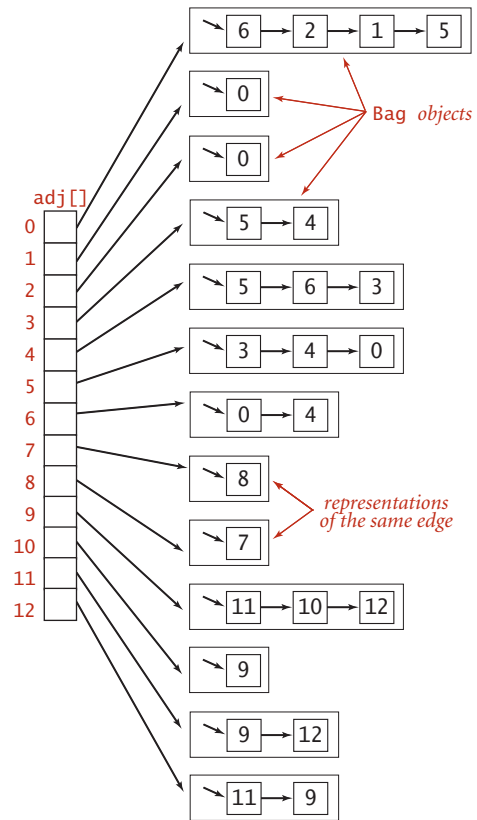 6 2 1 5
0
Bag objects
0
adj[]
0 5 4
1
2 5 6 3
3
4 3 4 0
5
6 0 4
7 8
8 representations
of the same edge
9 7
10 11 10 12
11
12 9
9 12
11 9